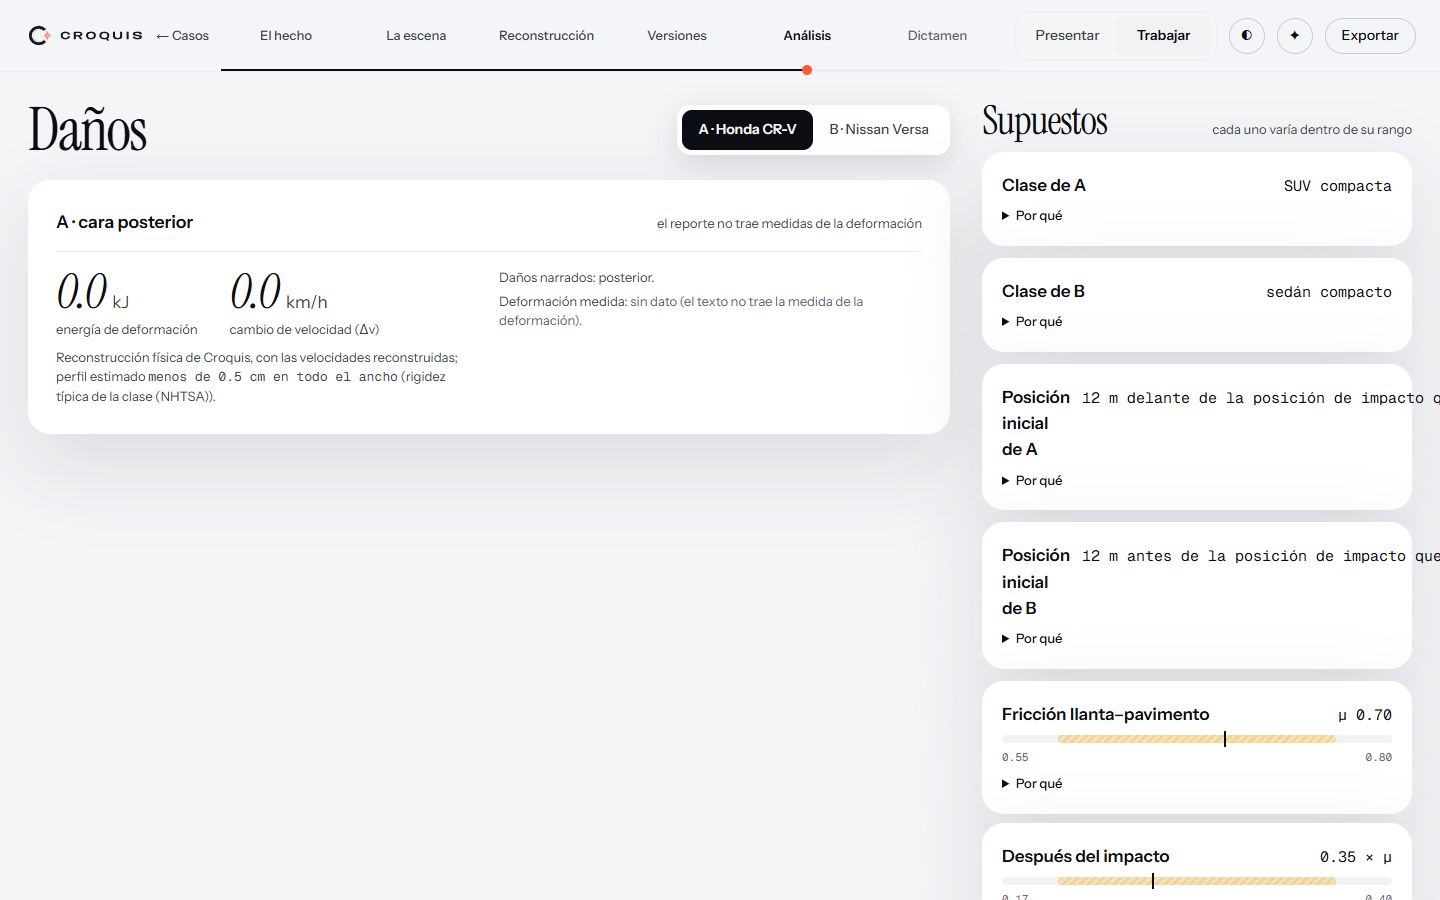 CROQUIS
← Casos
El hecho
La escena
Reconstrucción
Versiones
Análisis
Dictamen
Presentar
Trabajar
Exportar
Daños
A · Honda CR-V
B · Nissan Versa
A · cara posterior
el reporte no trae medidas de la deformación
0.0 kJ
energía de deformación
0.0 km/h
cambio de velocidad (Δv)
Reconstrucción física de Croquis, con las velocidades reconstruidas;
perfil estimado menos de 0.5 cm en todo el ancho (rigidez
típica de la clase (NHTSA)).
Daños narrados: posterior.
Deformación medida: sin dato (el texto no trae la medida de la
deformación).
Supuestos
cada uno varía dentro de su rango
Clase de A
SUV compacta
Por qué
Clase de B
sedán compacto
Por qué
Posición
inicial
de A
12 m delante de la posición de impacto q
Por qué
Posición
inicial
de B
12 m antes de la posición de impacto que
Por qué
Fricción llanta–pavimento
μ 0.70
0.55
0.80
Por qué
Después del impacto
0.35 × μ
0.17
0.40